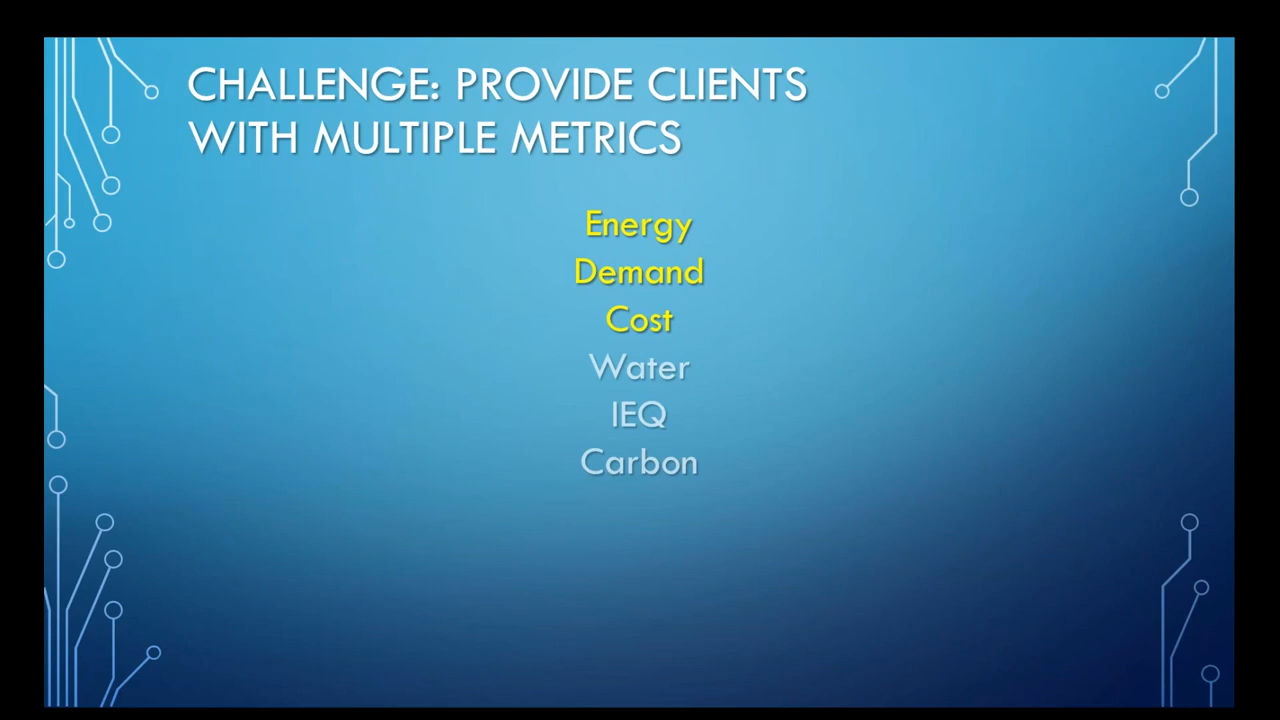 CHALLENGE: PROVIDE CLIENTS
WITH MULTIPLE METRICS
Energy
Demand
Cost
Water
IEQ
Carbon